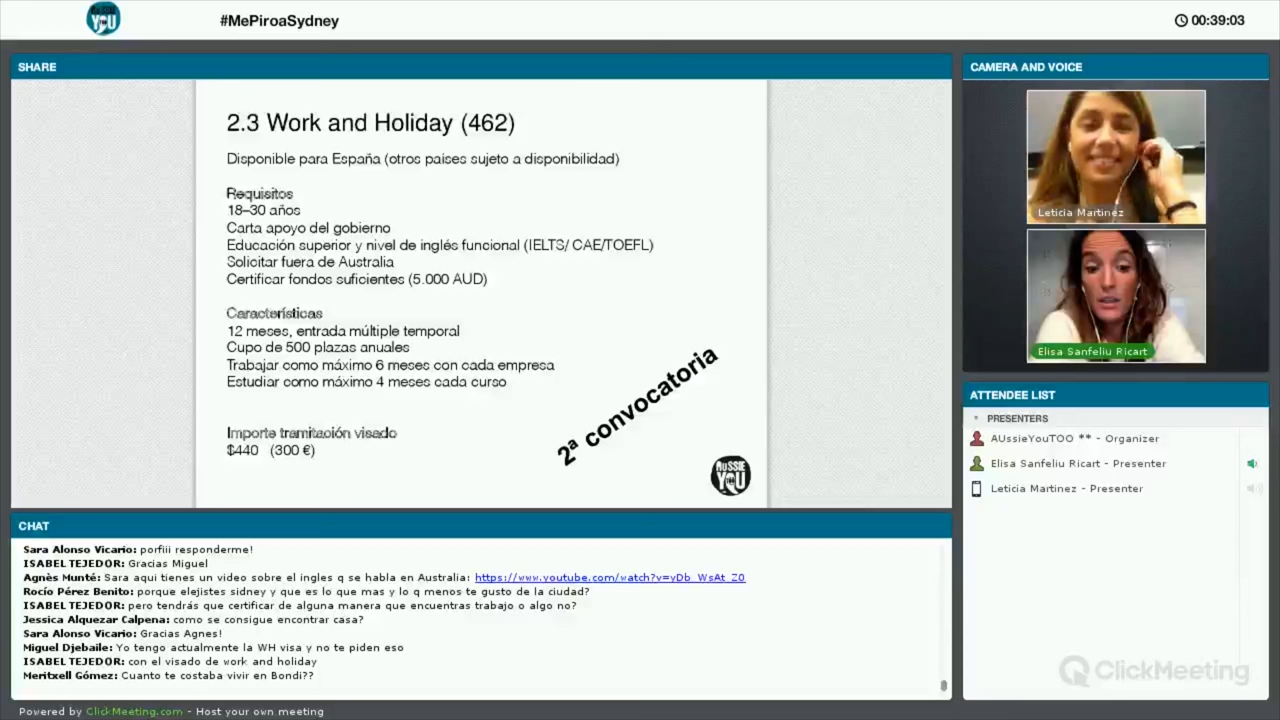 AUSSIE
YOU
#MePiroaSydney
00:39:03
SHARE
2.3 Work and Holiday (462)
Disponible para España (otros paises sujeto a disponibilidad)
Requisitos
18–30 años
Carta apoyo del gobierno
Educación superior y nivel de inglés funcional (IELTS/ CAE/TOEFL)
Solicitar fuera de Australia
Certificar fondos suficientes (5.000 AUD)
Características
12 meses, entrada múltiple temporal
Cupo de 500 plazas anuales
Trabajar como máximo 6 meses con cada empresa
Estudiar como máximo 4 meses cada curso
Importe tramitación visado
$440 (300 €)
2ª convocatoria
AUSSIE
YOU
CAMERA AND VOICE
Leticia Martinez
Elisa Sanfeliu Ricart
ATTENDEE LIST
PRESENTERS
AUssieYouTOO ** - Organizer
Elisa Sanfeliu Ricart - Presenter
Leticia Martinez - Presenter
CHAT
Sara Alonso Vicario: porfiii responderme!
ISABEL TEJEDOR: Gracias Miguel
Agnès Munté: Sara aqui tienes un video sobre el ingles q se habla en Australia: https://www.youtube.com/watch?v=yDb_WsAt_Z0
Rocío Pérez Benito: porque elejistes sidney y que es lo que mas y lo q menos te gusto de la ciudad?
ISABEL TEJEDOR: pero tendrás que certificar de alguna manera que encuentras trabajo o algo no?
Jessica Alquezar Calpena: como se consigue encontrar casa?
Sara Alonso Vicario: Gracias Agnes!
Miguel Djebaile: Yo tengo actualmente la WH visa y no te piden eso
ISABEL TEJEDOR: con el visado de work and holiday
Meritxell Gómez: Cuanto te costaba vivir en Bondi??
ClickMeeting
Powered by ClickMeeting.com - Host your own meeting